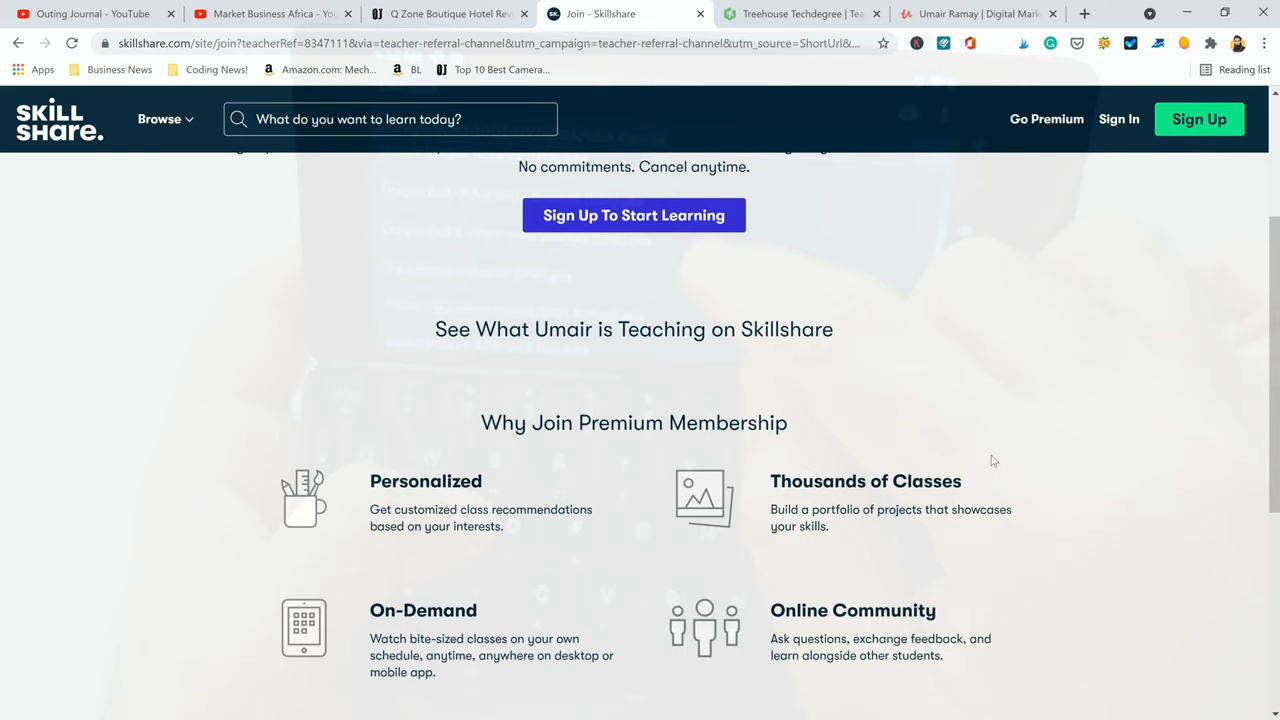 Outing Journal - YouTube
Market Business Africa - Yo
Q Zone Boutique Hotel Rev
Join - Skillshare
Treehouse Techdegree | Tea
Umair Ramay | Digital Mark
skillshare.com/site/join?teacherRef=8347111&via=teacher-referral-channel&utm_campaign=teacher-referral-channel&utm_source=ShortUrl&...
Apps
Business News
Coding News!
Amazon.com: Mech...
BL
Top 10 Best Camera...
Reading list
SKILL
SHARE.
Browse
What do you want to learn today?
Go Premium
Sign In
Sign Up
No commitments. Cancel anytime.
Sign Up To Start Learning
See What Umair is Teaching on Skillshare
Why Join Premium Membership
Personalized
Get customized class recommendations
based on your interests.
Thousands of Classes
Build a portfolio of projects that showcases
your skills.
On-Demand
Watch bite-sized classes on your own
schedule, anytime, anywhere on desktop or
mobile app.
Online Community
Ask questions, exchange feedback, and
learn alongside other students.